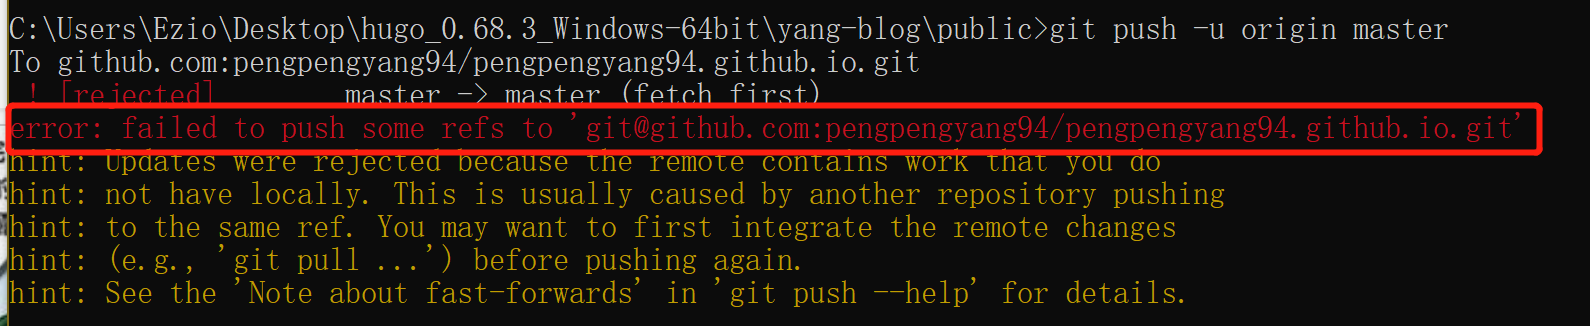 C:\Users\Ezio\Desktop\hugo_0.68.3_Windows-64bit\yang-blog\public>git push -u origin master
To github.com:pengpengyang94/pengpengyang94.github.io.git
 ! [rejected]        master -> master (fetch first)
error: failed to push some refs to 'git@github.com:pengpengyang94/pengpengyang94.github.io.git'
hint: Updates were rejected because the remote contains work that you do
hint: not have locally. This is usually caused by another repository pushing
hint: to the same ref. You may want to first integrate the remote changes
hint: (e.g., 'git pull ...') before pushing again.
hint: See the 'Note about fast-forwards' in 'git push --help' for details.